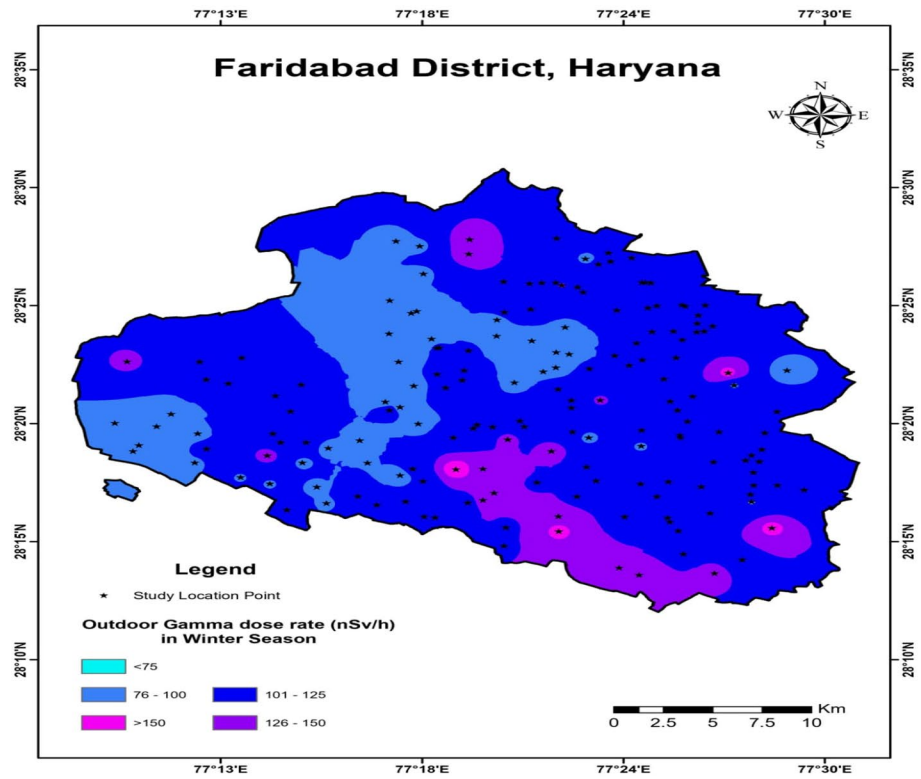 77°13'E 77°18'E 77°24'E 77°30'E
Faridabad District, Haryana
N
W E
S
28°35'N 28°35'N
28°30'N 28°30'N
28°25'N 28°25'N
28°20'N 28°20'N
28°15'N 28°15'N
28°10'N 28°10'N
Legend
Study Location Point
Outdoor Gamma dose rate (nSv/h)
in Winter Season
<75
76 - 100 101 - 125
>150 126 - 150
Km
0 2.5 5 7.5 10
77°13'E 77°18'E 77°24'E 77°30'E